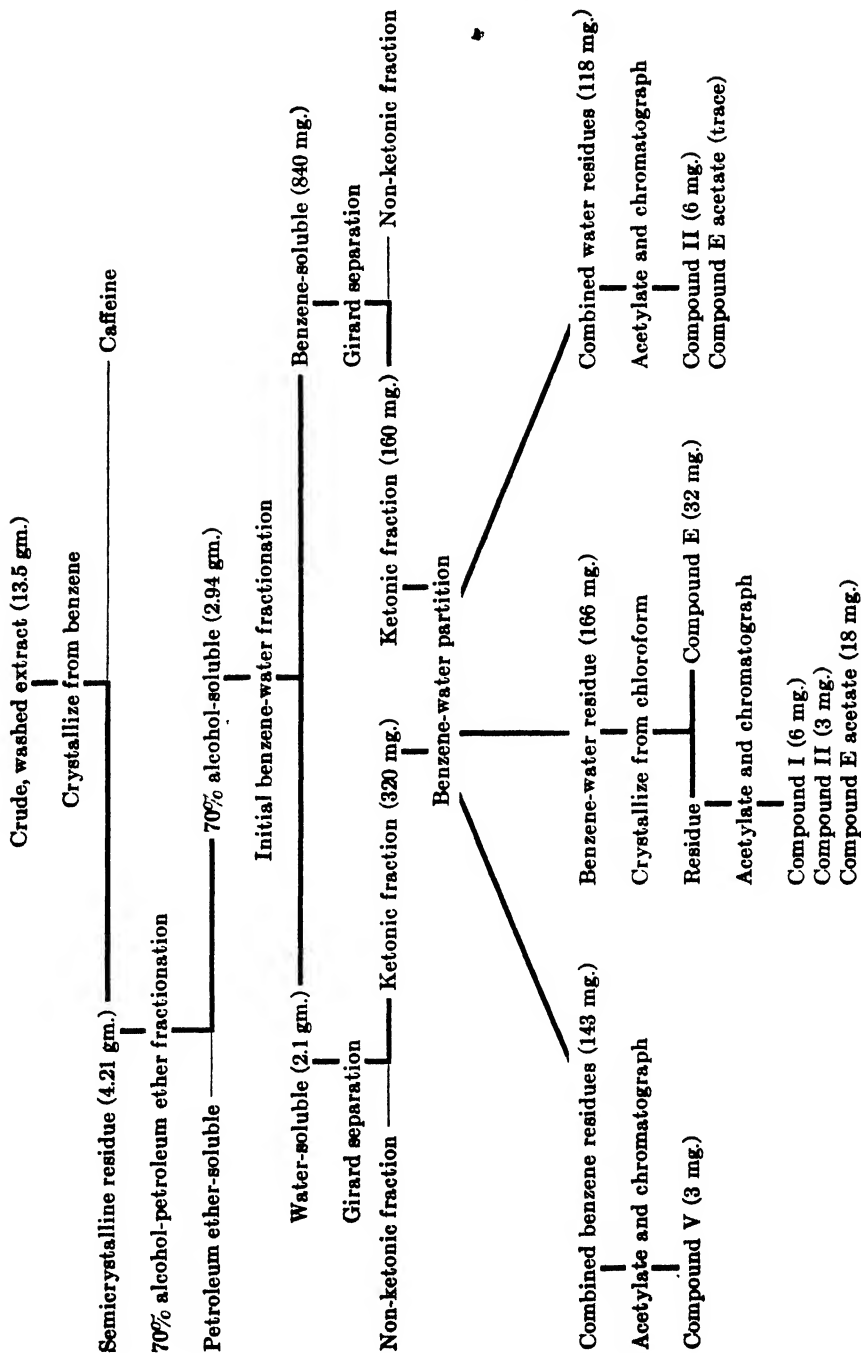 Crude, washed extract (13.5 gm.)
Crystallize from benzene
Semicrystalline residue (4.21 gm.)
Caffeine
70% alcohol-petroleum ether fractionation
Petroleum ether-soluble
70% alcohol-soluble (2.94 gm.)
Initial benzene-water fractionation
Water-soluble (2.1 gm.)
Benzene-soluble (840 mg.)
Girard separation
Girard separation
Non-ketonic fraction
Ketonic fraction (320 mg.)
Ketonic fraction (160 mg.)
Non-ketonic fraction
Benzene-water partition
Combined benzene residues (143 mg.)
Acetylate and chromatograph
Compound V (3 mg.)
Benzene-water residue (166 mg.)
Crystallize from chloroform
Residue
Compound E (32 mg.)
Acetylate and chromatograph
Compound I (6 mg.)
Compound II (3 mg.)
Compound E acetate (18 mg.)
Combined water residues (118 mg.)
Acetylate and chromatograph
Compound II (6 mg.)
Compound E acetate (trace)